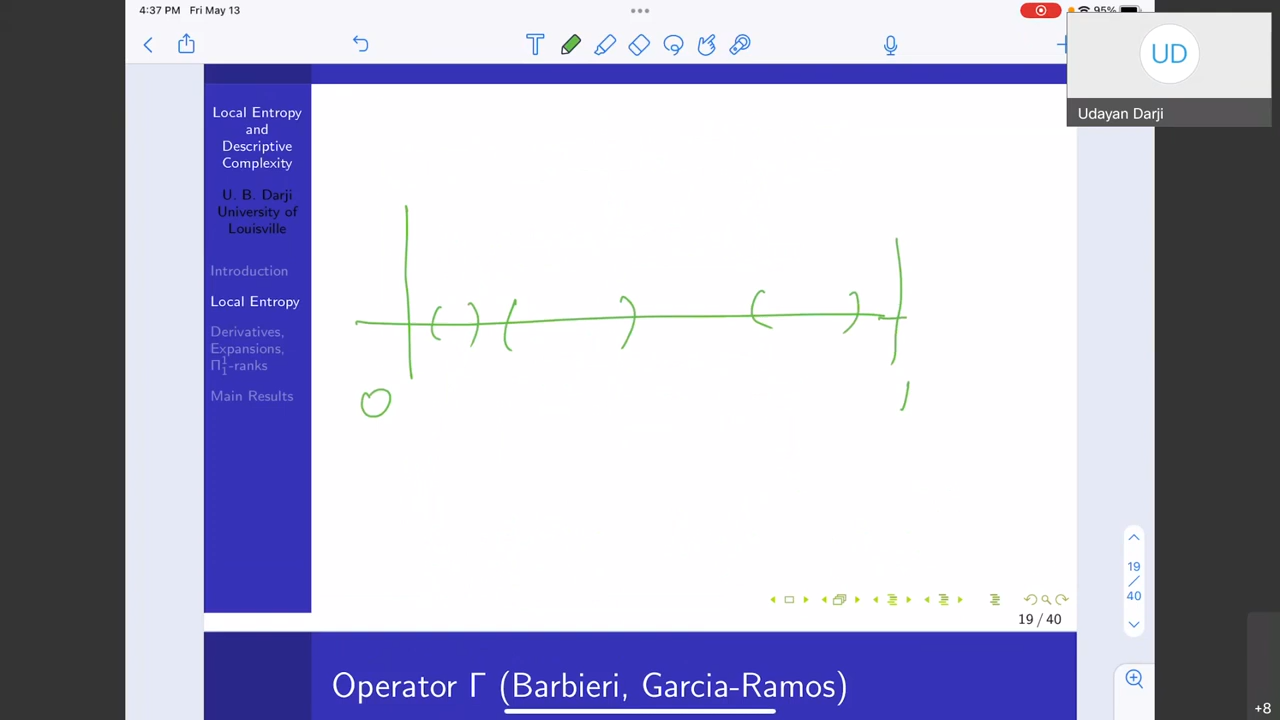 4:37 PM Fri May 13
95%
UD
Udayan Darji
Local Entropy
and
Descriptive
Complexity
U. B. Darji
University of
Louisville
Introduction
Local Entropy
Derivatives,
Expansions,
Π¹₁-ranks
Main Results
( ) ( ) ( )
0 1
19
/
40
19 / 40
Operator Γ (Barbieri, Garcia-Ramos)
+8